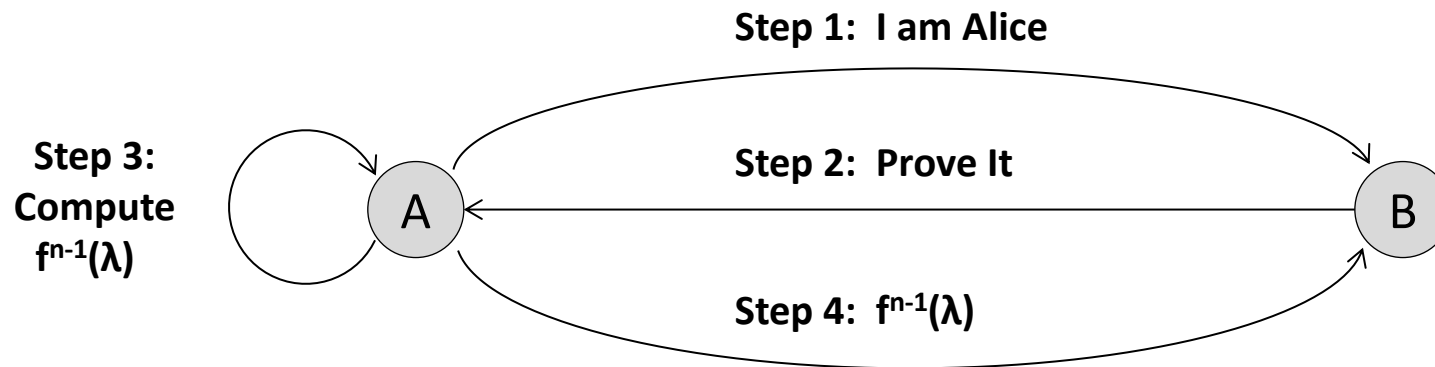 Step 1:  I am Alice
Step 3:
Compute
fⁿ⁻¹(λ)
A
Step 2:  Prove It
B
Step 4:  fⁿ⁻¹(λ)